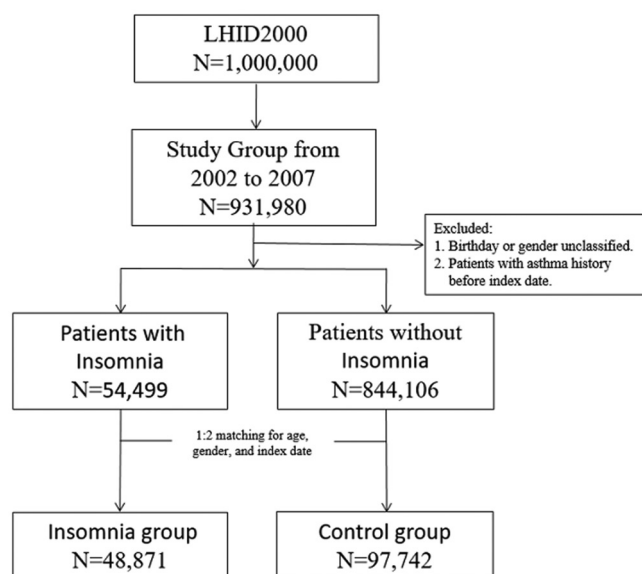 LHID2000
N=1,000,000
Study Group from
2002 to 2007
N=931,980
Excluded:
1. Birthday or gender unclassified.
2. Patients with asthma history
before index date.
Patients with
Insomnia
N=54,499
Patients without
Insomnia
N=844,106
1:2 matching for age,
gender, and index date
Insomnia group
N=48,871
Control group
N=97,742